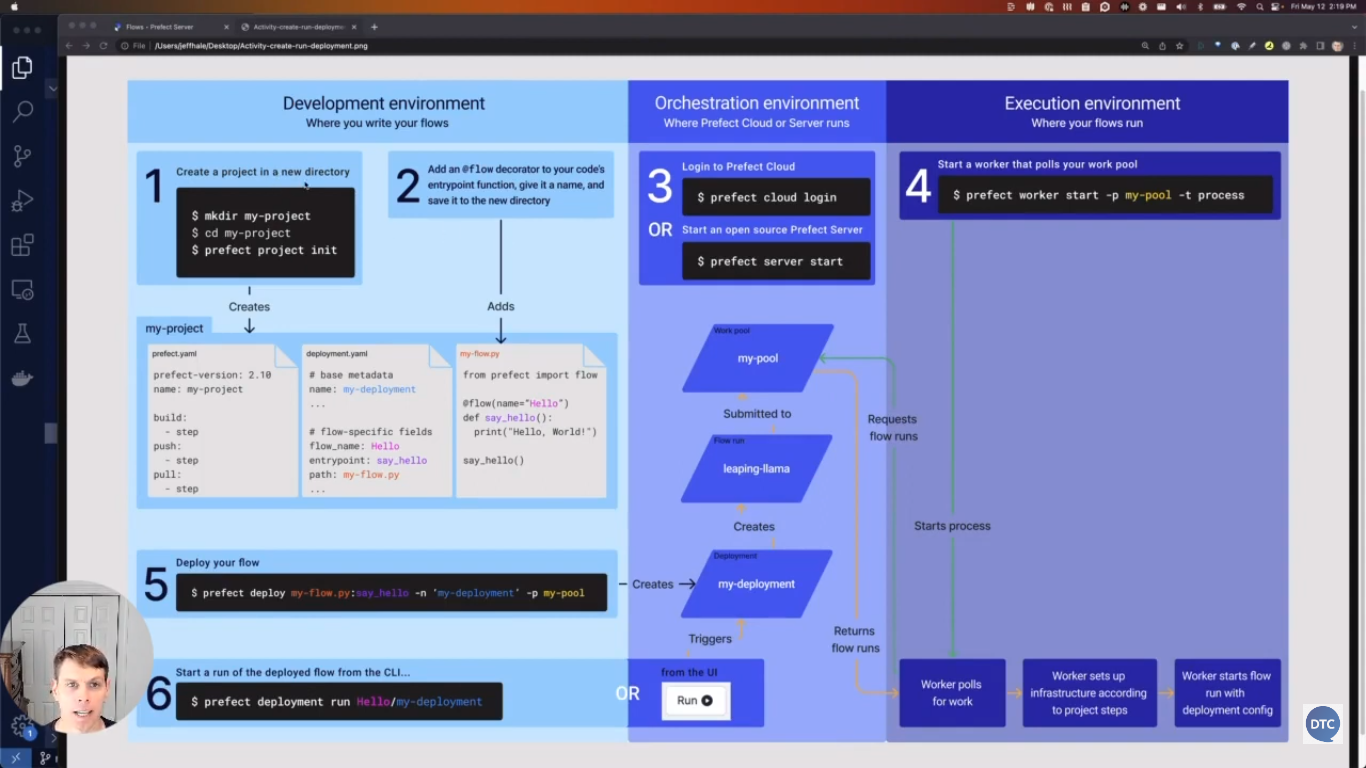 Fri May 12 2:19 PM
Flows - Prefect Server
Activity-create-run-deployme
File
/Users/jeffhale/Desktop/Activity-create-run-deployment.png
Development environment
Where you write your flows
Orchestration environment
Where Prefect Cloud or Server runs
Execution environment
Where your flows run
1
Create a project in a new directory
$ mkdir my-project
$ cd my-project
$ prefect project init
2
Add an @flow decorator to your code's
entrypoint function, give it a name, and
save it to the new directory
3
Login to Prefect Cloud
$ prefect cloud login
OR
Start an open source Prefect Server
$ prefect server start
4
Start a worker that polls your work pool
$ prefect worker start -p my-pool -t process
Creates
Adds
my-project
prefect.yaml
prefect-version: 2.10
name: my-project
build:
- step
push:
- step
pull:
- step
deployment.yaml
# base metadata
name: my-deployment
...
# flow-specific fields
flow_name: Hello
entrypoint: say_hello
path: my-flow.py
...
my-flow.py
from prefect import flow
@flow(name="Hello")
def say_hello():
print("Hello, World!")
say_hello()
Work pool
my-pool
Submitted to
Flow run
leaping-llama
Creates
Deployment
my-deployment
Triggers
Requests
flow runs
Starts process
Returns
flow runs
5
Deploy your flow
$ prefect deploy my-flow.py:say_hello -n 'my-deployment' -p my-pool
Creates
6
Start a run of the deployed flow from the CLI...
$ prefect deployment run Hello/my-deployment
OR
from the UI
Run
Worker polls
for work
Worker sets up
infrastructure according
to project steps
Worker starts flow
run with
deployment config
1
DTC